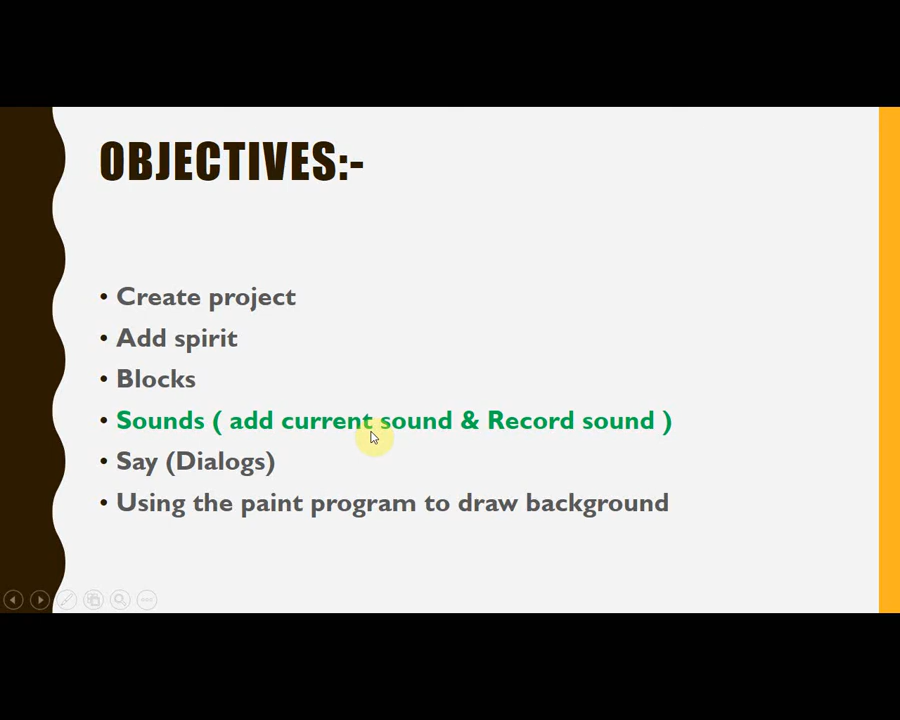 OBJECTIVES:-
• Create project
• Add spirit
• Blocks
• Sounds ( add current sound & Record sound )
• Say (Dialogs)
• Using the paint program to draw background